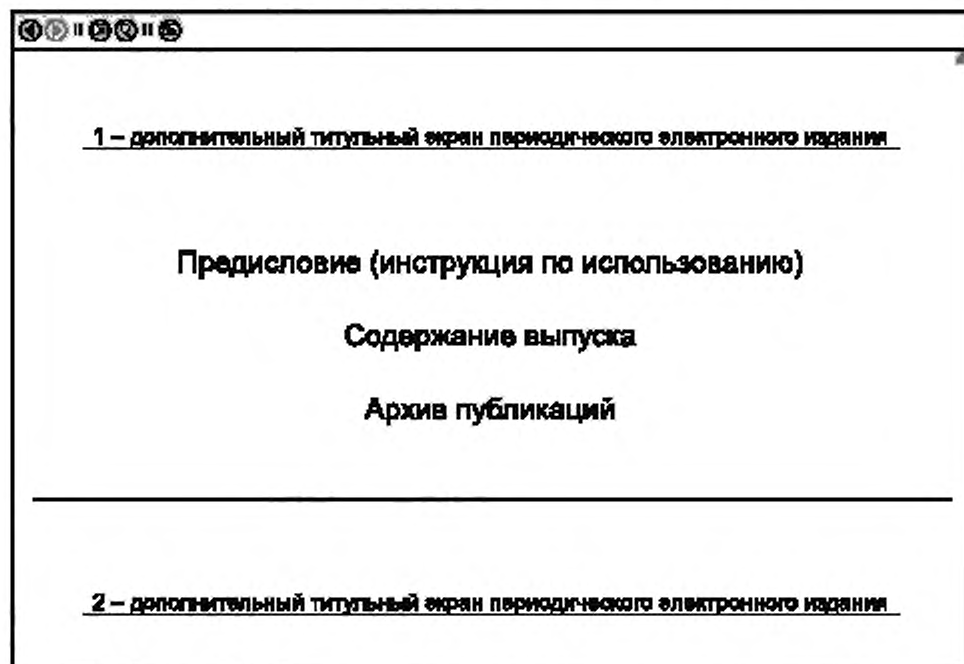 1 – дополнительный титульный экран периодического электронного издания
Предисловие (инструкция по использованию)
Содержание выпуска
Архив публикаций
2 – дополнительный титульный экран периодического электронного издания